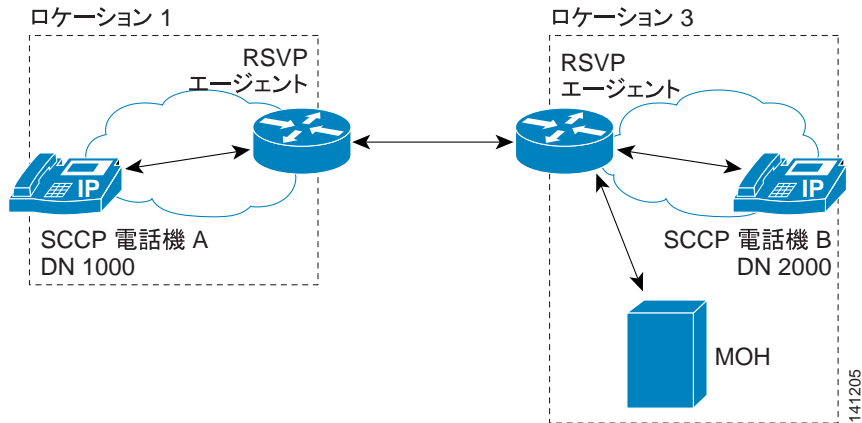 ロケーション 1
RSVP
エージェント
IP
SCCP 電話機 A
DN 1000
ロケーション 3
RSVP
エージェント
IP
SCCP 電話機 B
DN 2000
MOH
141205